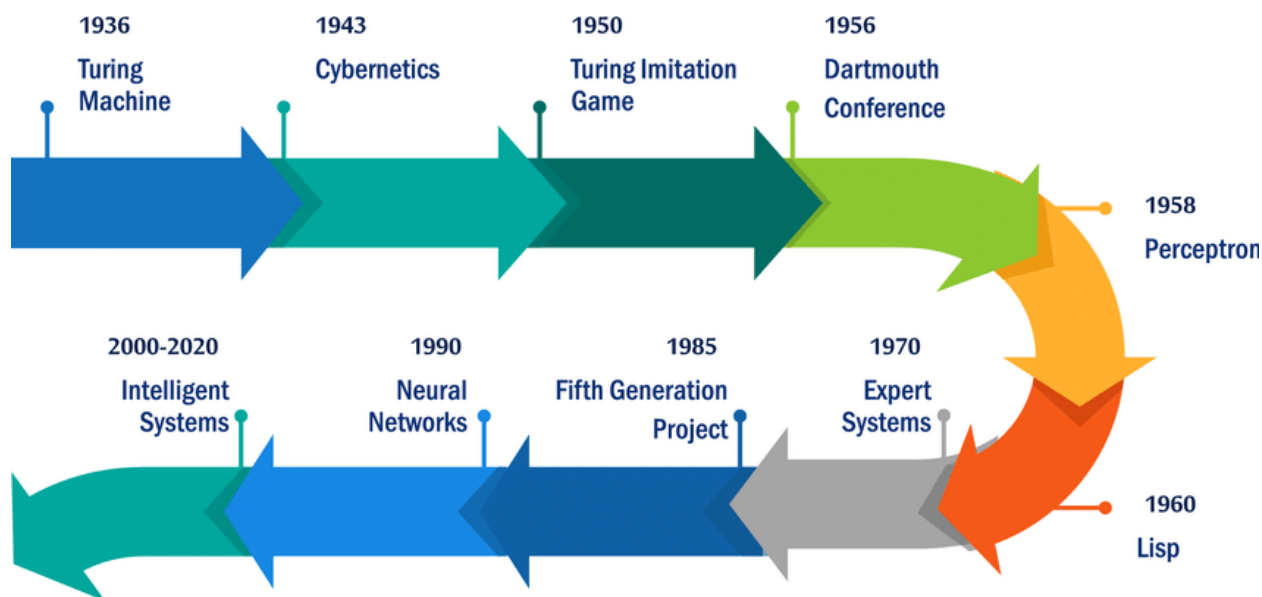 1936
Turing
Machine
1943
Cybernetics
1950
Turing Imitation
Game
1956
Dartmouth
Conference
1958
Perceptron
1960
Lisp
1970
Expert
Systems
1985
Fifth Generation
Project
1990
Neural
Networks
2000-2020
Intelligent
Systems